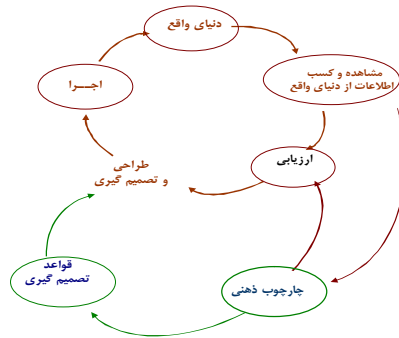 دنیای واقع
مشاهده و کسب
اطلاعات از دنیای واقع
اجـــرا
ارزیابی
طراحی
و تصمیم گیری
قواعد
تصمیم گیری
چارچوب ذهنی